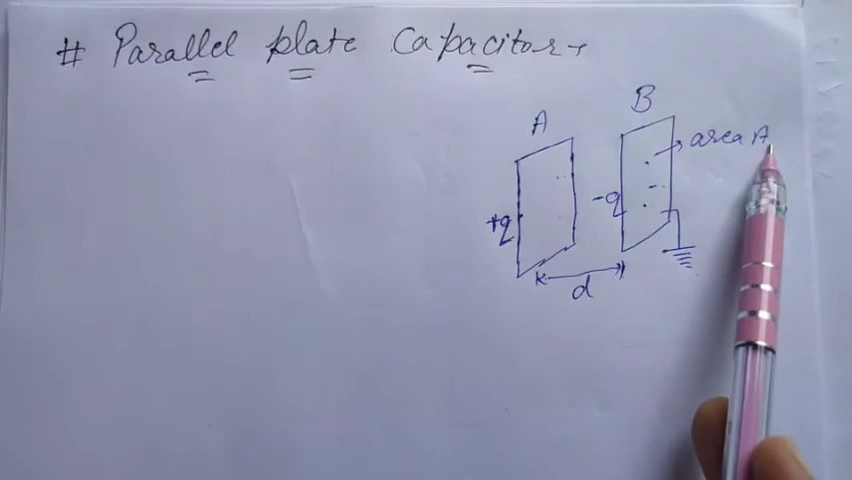 # Parallel plate Capacitor
A
B
area A
+q
-q
d